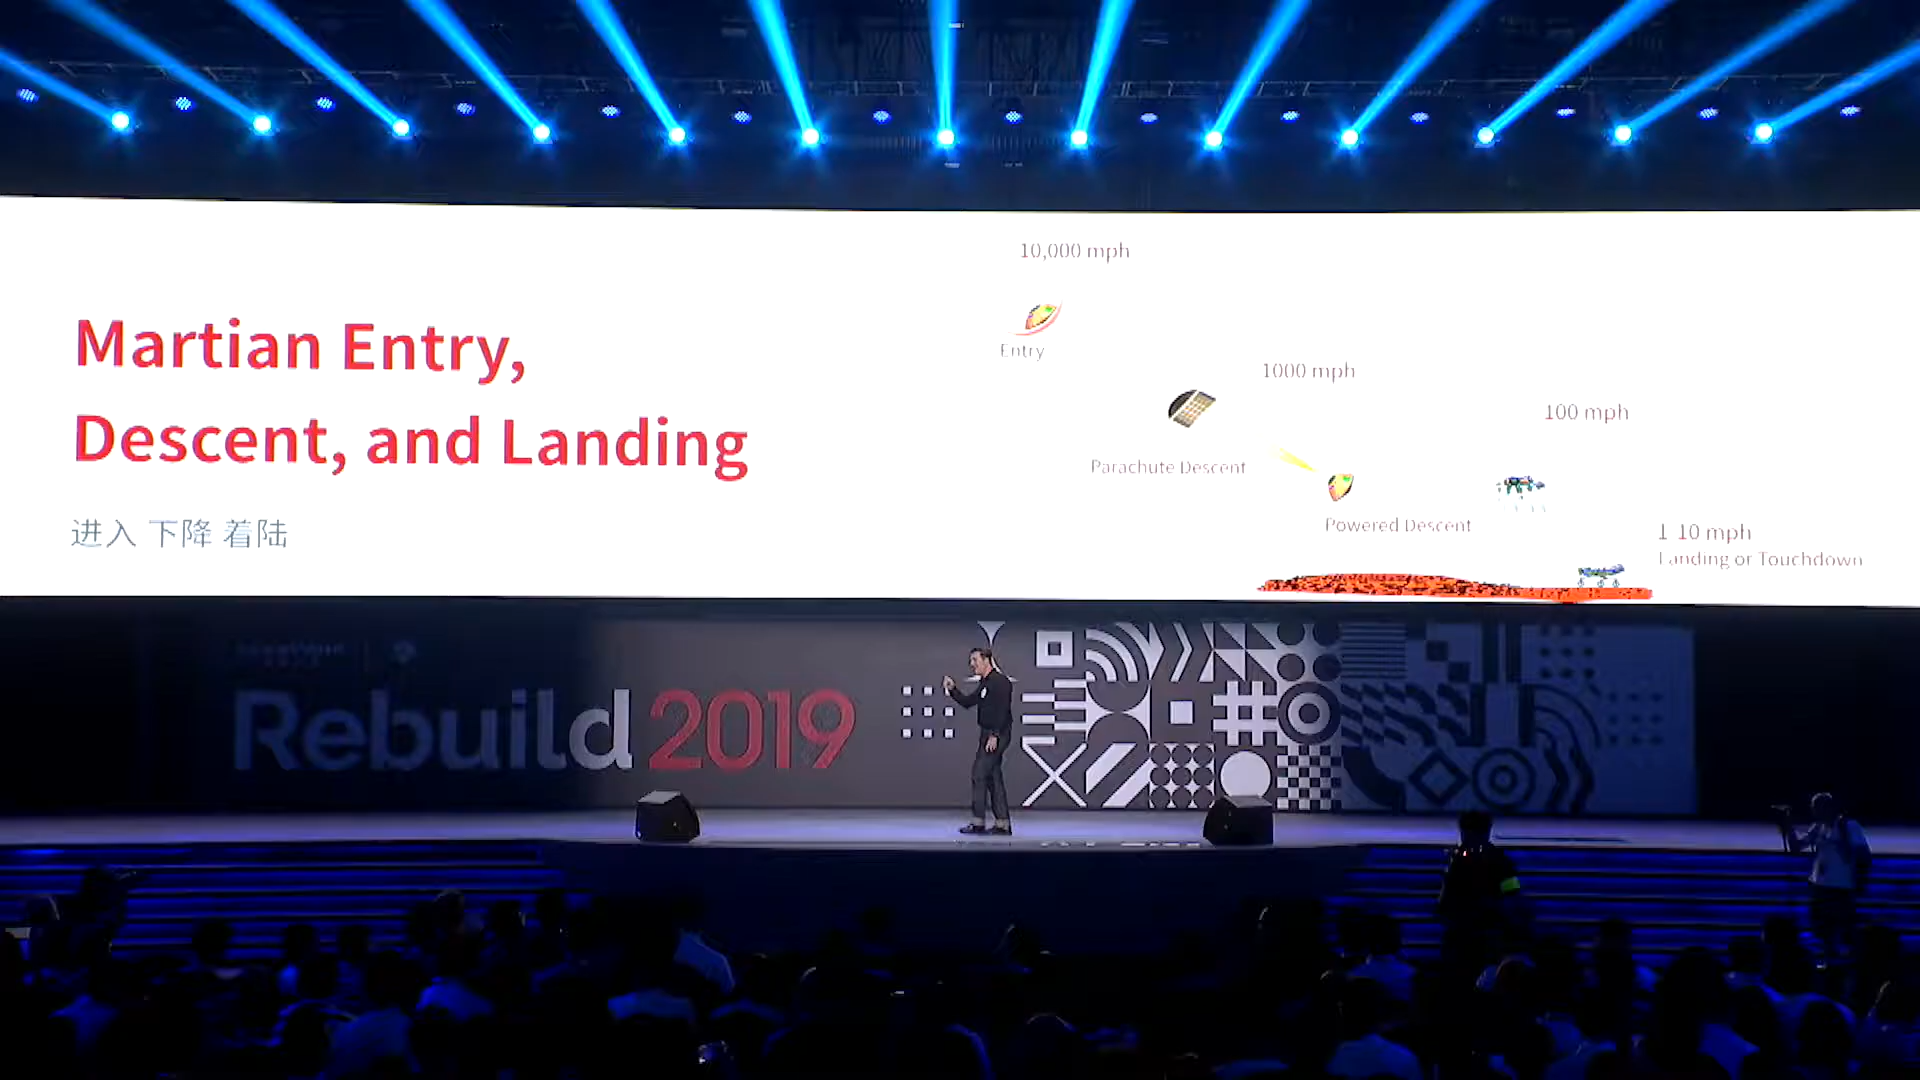 10,000 mph
Martian Entry,
Descent, and Landing
进入 下降 着陆
Entry
1000 mph
Parachute Descent
100 mph
Powered Descent
1 10 mph
Landing or Touchdown
Rebuild 2019